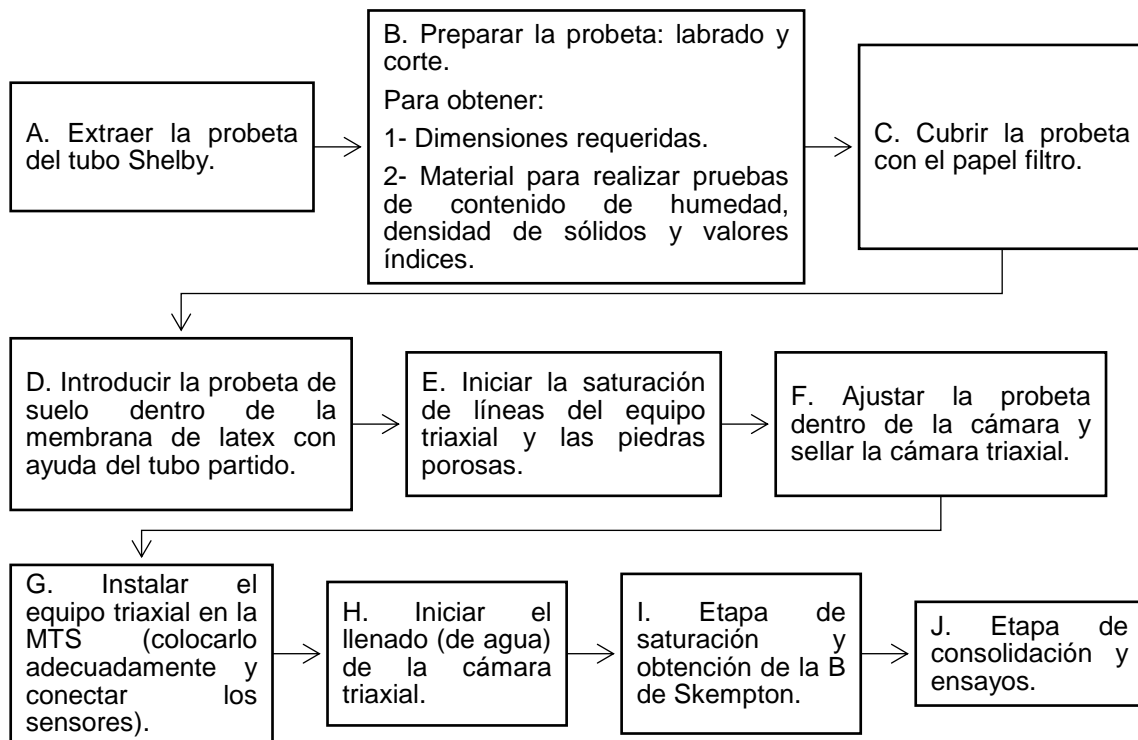 A. Extraer la probeta
del tubo Shelby.
B. Preparar la probeta: labrado y
corte.
Para obtener:
1- Dimensiones requeridas.
2- Material para realizar pruebas
de contenido de humedad,
densidad de sólidos y valores
índices.
C. Cubrir la probeta
con el papel filtro.
D. Introducir la probeta de
suelo dentro de la
membrana de latex con
ayuda del tubo partido.
E. Iniciar la saturación
de líneas del equipo
triaxial y las piedras
porosas.
F. Ajustar la probeta
dentro de la cámara y
sellar la cámara triaxial.
G. Instalar el
equipo triaxial en la
MTS (colocarlo
adecuadamente y
conectar los
sensores).
H. Iniciar el
llenado (de agua)
de la cámara
triaxial.
I. Etapa de
saturación y
obtención de la B
de Skempton.
J. Etapa de
consolidación y
ensayos.